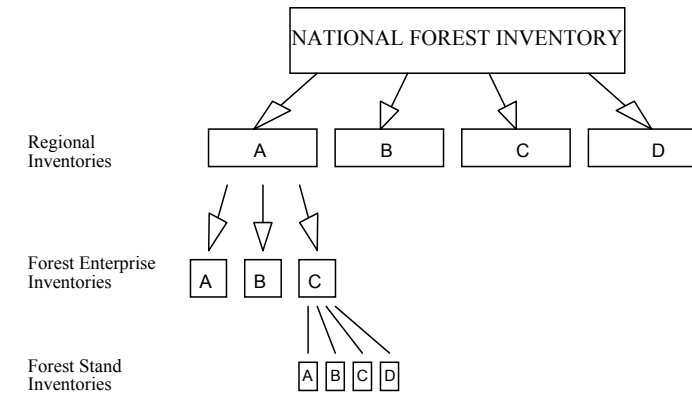 NATIONAL FOREST INVENTORY
Regional
Inventories
A B C D
Forest Enterprise
Inventories
A B C
Forest Stand
Inventories
A B C D